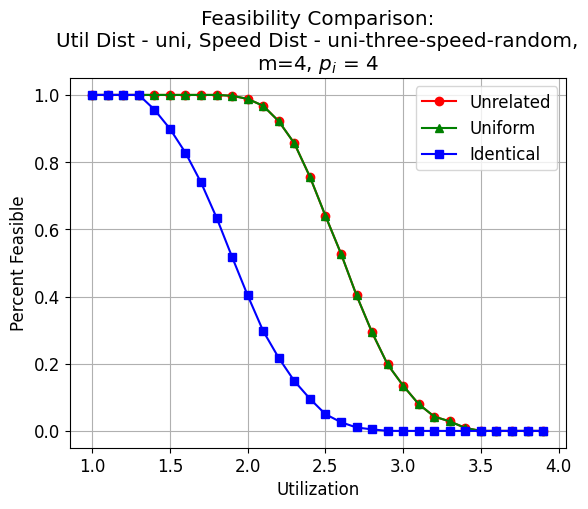 Feasibility Comparison:
Util Dist - uni, Speed Dist - uni-three-speed-random,
m=4, p_i = 4
Unrelated
Uniform
Identical
Percent Feasible
1.0
0.8
0.6
0.4
0.2
0.0
1.0 1.5 2.0 2.5 3.0 3.5 4.0
Utilization